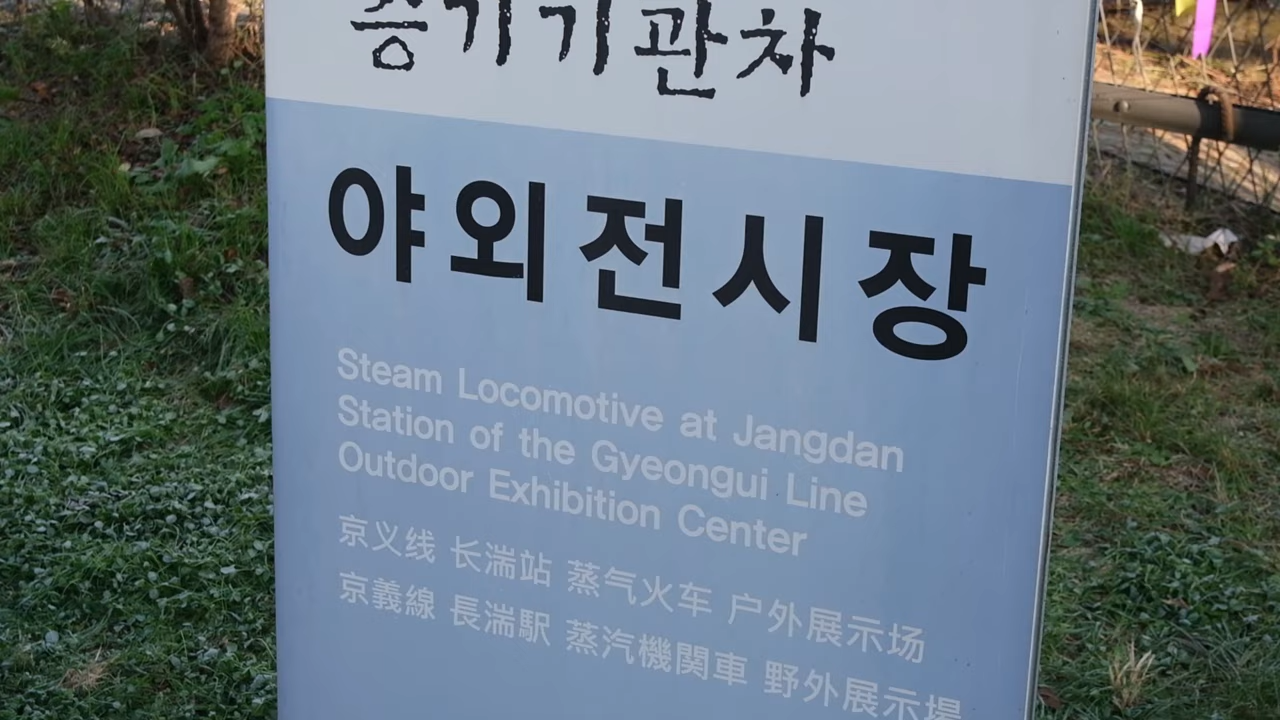 증기기관차
야외전시장
Steam Locomotive at Jangdan
Station of the Gyeongui Line
Outdoor Exhibition Center
京义线 长湍站 蒸气火车 户外展示场
京義線 長湍駅 蒸汽機関車 野外展示場